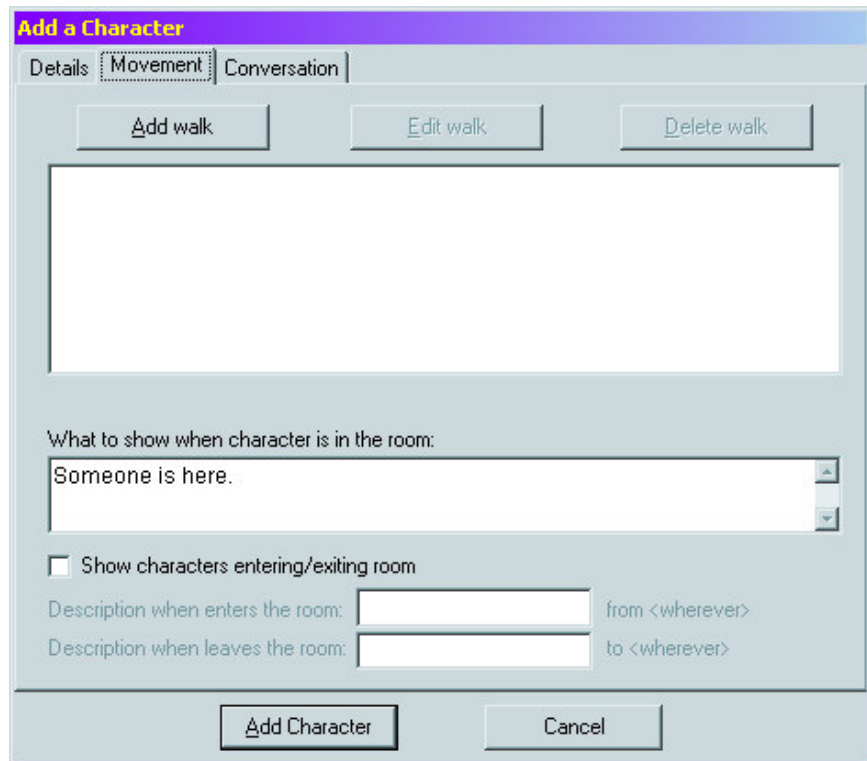 Add a Character
Details Movement Conversation
Add walk Edit walk Delete walk
What to show when character is in the room:
Someone is here.
Show characters entering/exiting room
Description when enters the room: from <wherever>
Description when leaves the room: to <wherever>
Add Character Cancel